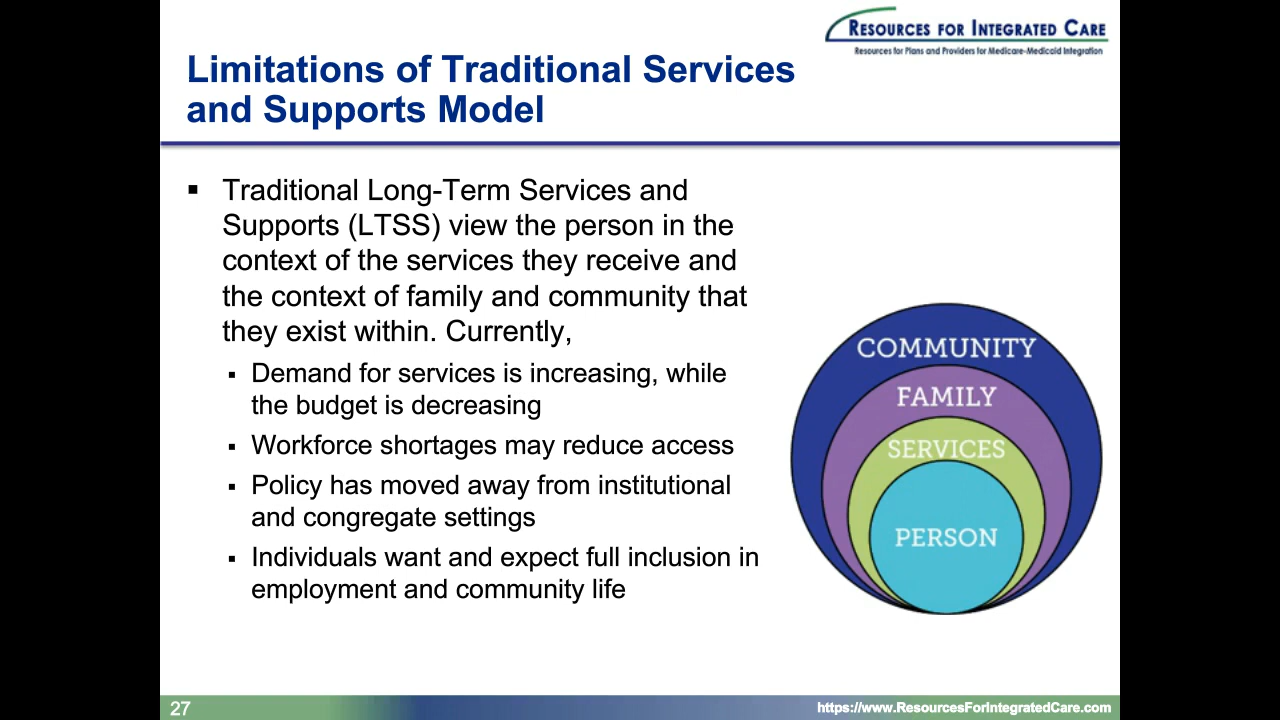 RESOURCES FOR INTEGRATED CARE
Resources for Plans and Providers for Medicare-Medicaid Integration
Limitations of Traditional Services
and Supports Model
▪ Traditional Long-Term Services and
Supports (LTSS) view the person in the
context of the services they receive and
the context of family and community that
they exist within. Currently,
▪ Demand for services is increasing, while
the budget is decreasing
▪ Workforce shortages may reduce access
▪ Policy has moved away from institutional
and congregate settings
▪ Individuals want and expect full inclusion in
employment and community life
COMMUNITY
FAMILY
SERVICES
PERSON
27
https://www.ResourcesForIntegratedCare.com